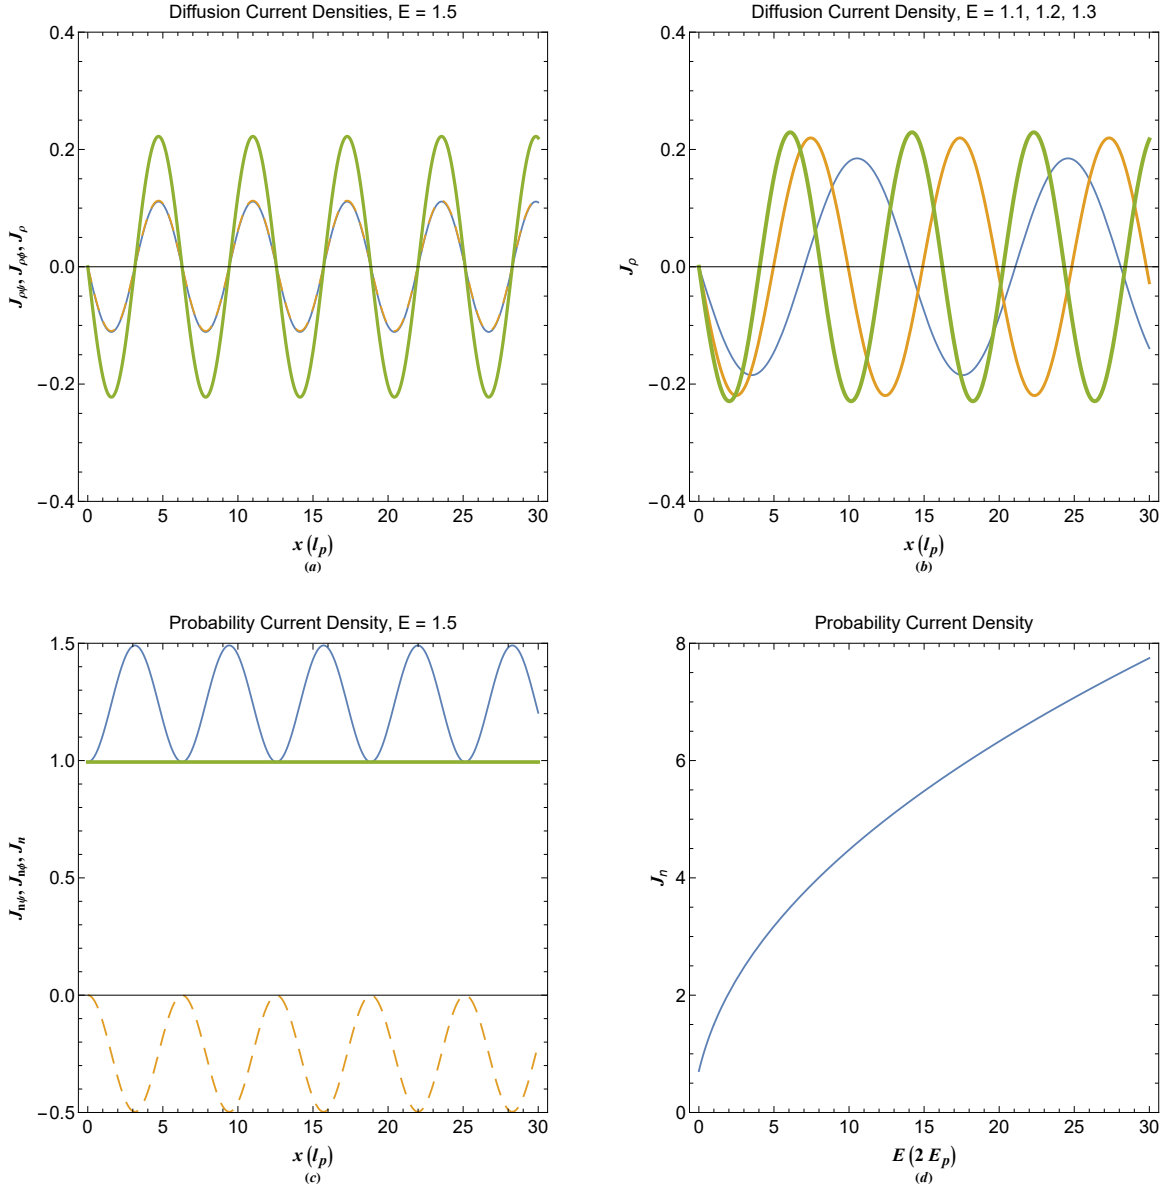 Diffusion Current Densities, E = 1.5
0.4
0.2
0.0
−0.2
−0.4
J_ρψ, J_ρϕ, J_ρ
0 5 10 15 20 25 30
x (l_p)
(a)
Diffusion Current Density, E = 1.1, 1.2, 1.3
0.4
0.2
0.0
−0.2
−0.4
J_ρ
0 5 10 15 20 25 30
x (l_p)
(b)
Probability Current Density, E = 1.5
1.5
1.0
0.5
0.0
−0.5
J_nψ, J_nϕ, J_n
0 5 10 15 20 25 30
x (l_p)
(c)
Probability Current Density
8
6
4
2
0
J_n
0 5 10 15 20 25 30
E (2 E_p)
(d)